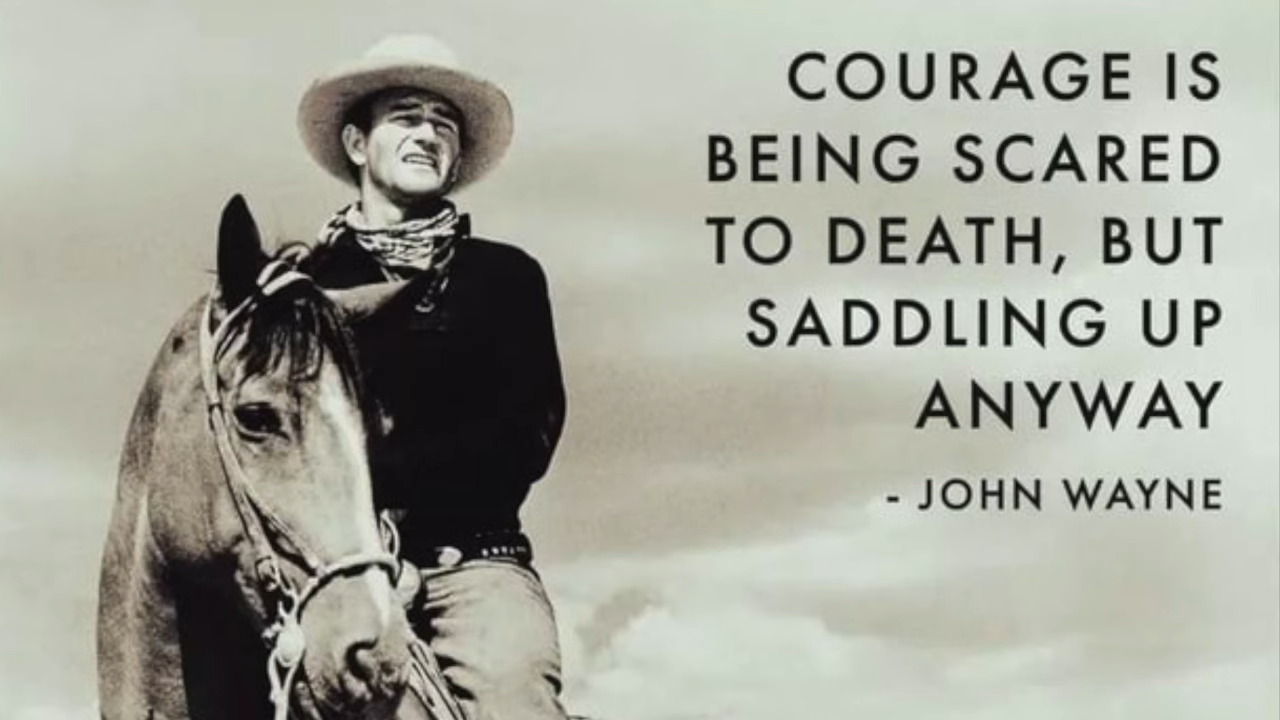 COURAGE IS
BEING SCARED
TO DEATH, BUT
SADDLING UP
ANYWAY
- JOHN WAYNE